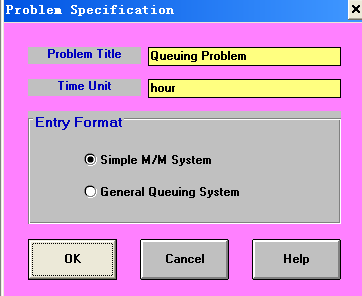 Problem Specification
Problem Title Queuing Problem
Time Unit hour
Entry Format
Simple M/M System
General Queuing System
OK Cancel Help